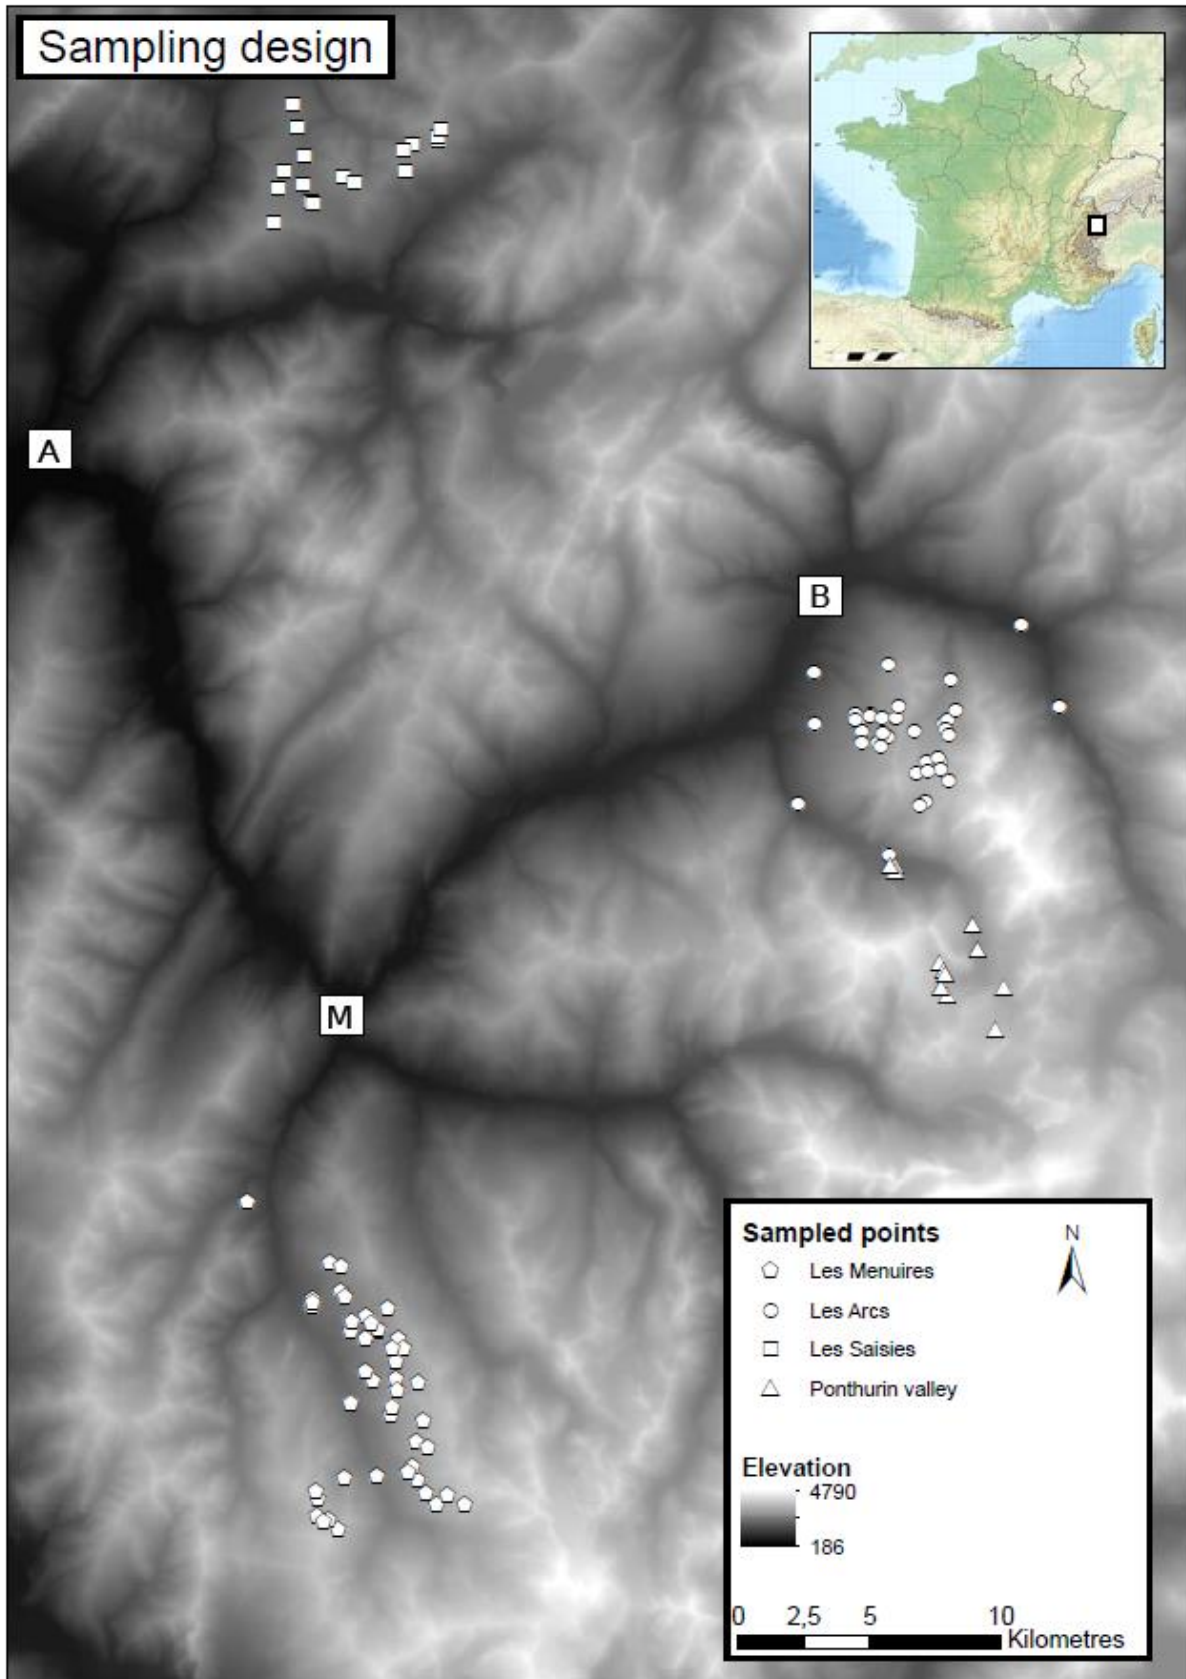 Sampling design
A
B
M
Sampled points
N
Les Menuires
Les Arcs
Les Saisies
Ponthurin valley
Elevation
4790
186
0 2,5 5 10
Kilometres